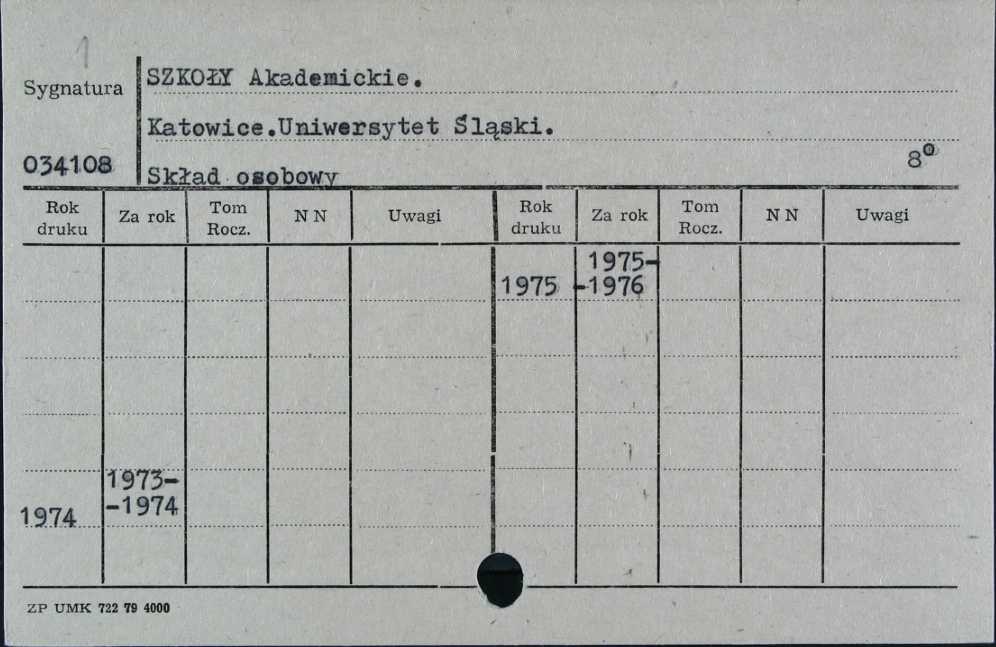 1
Sygnatura
SZKOŁY Akademickie.
Katowice.Uniwersytet Śląski.
034108
Skład osobowy
8°
Rok druku Za rok Tom Rocz. N N Uwagi Rok druku Za rok Tom Rocz. N N Uwagi
1975-
1975 -1976
1973-
1974 -1974
ZP UMK 722 79 4000